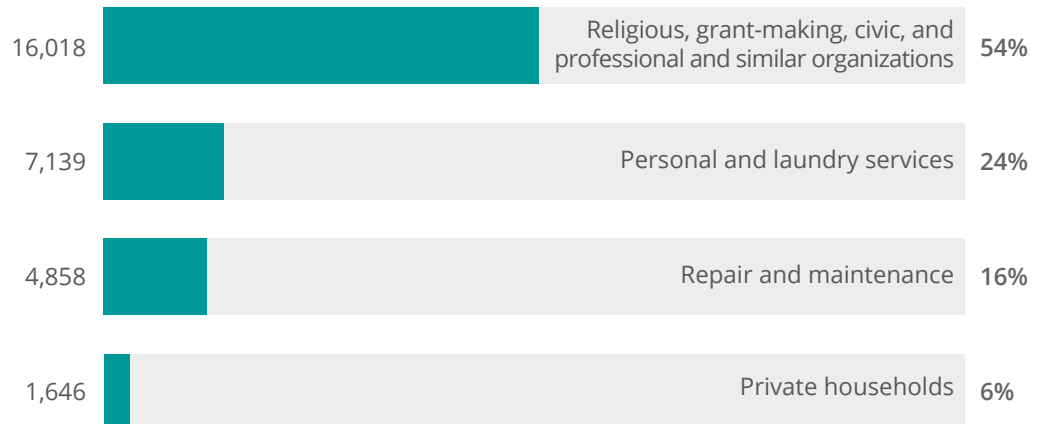 16,018
Religious, grant-making, civic, and
professional and similar organizations
54%
7,139
Personal and laundry services
24%
4,858
Repair and maintenance
16%
1,646
Private households
6%